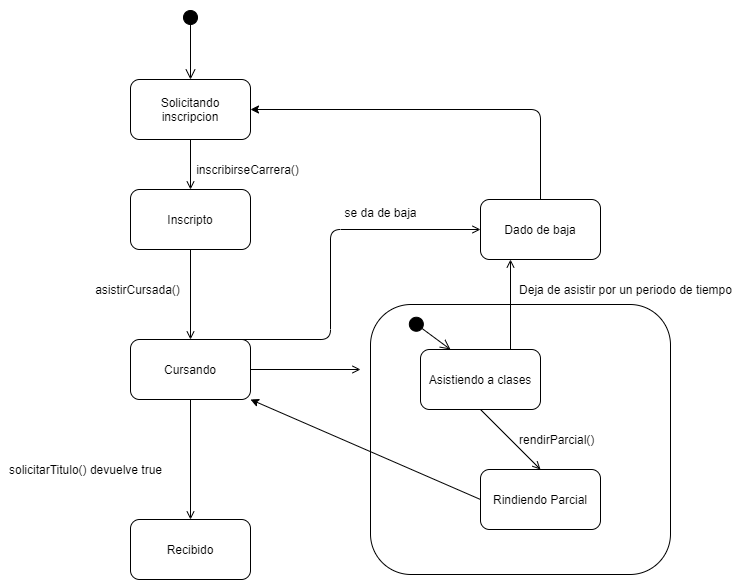 Solicitando
inscripcion
inscribirseCarrera()
Inscripto
se da de baja
Dado de baja
asistirCursada()
Deja de asistir por un periodo de tiempo
Cursando
Asistiendo a clases
rendirParcial()
solicitarTitulo() devuelve true
Rindiendo Parcial
Recibido